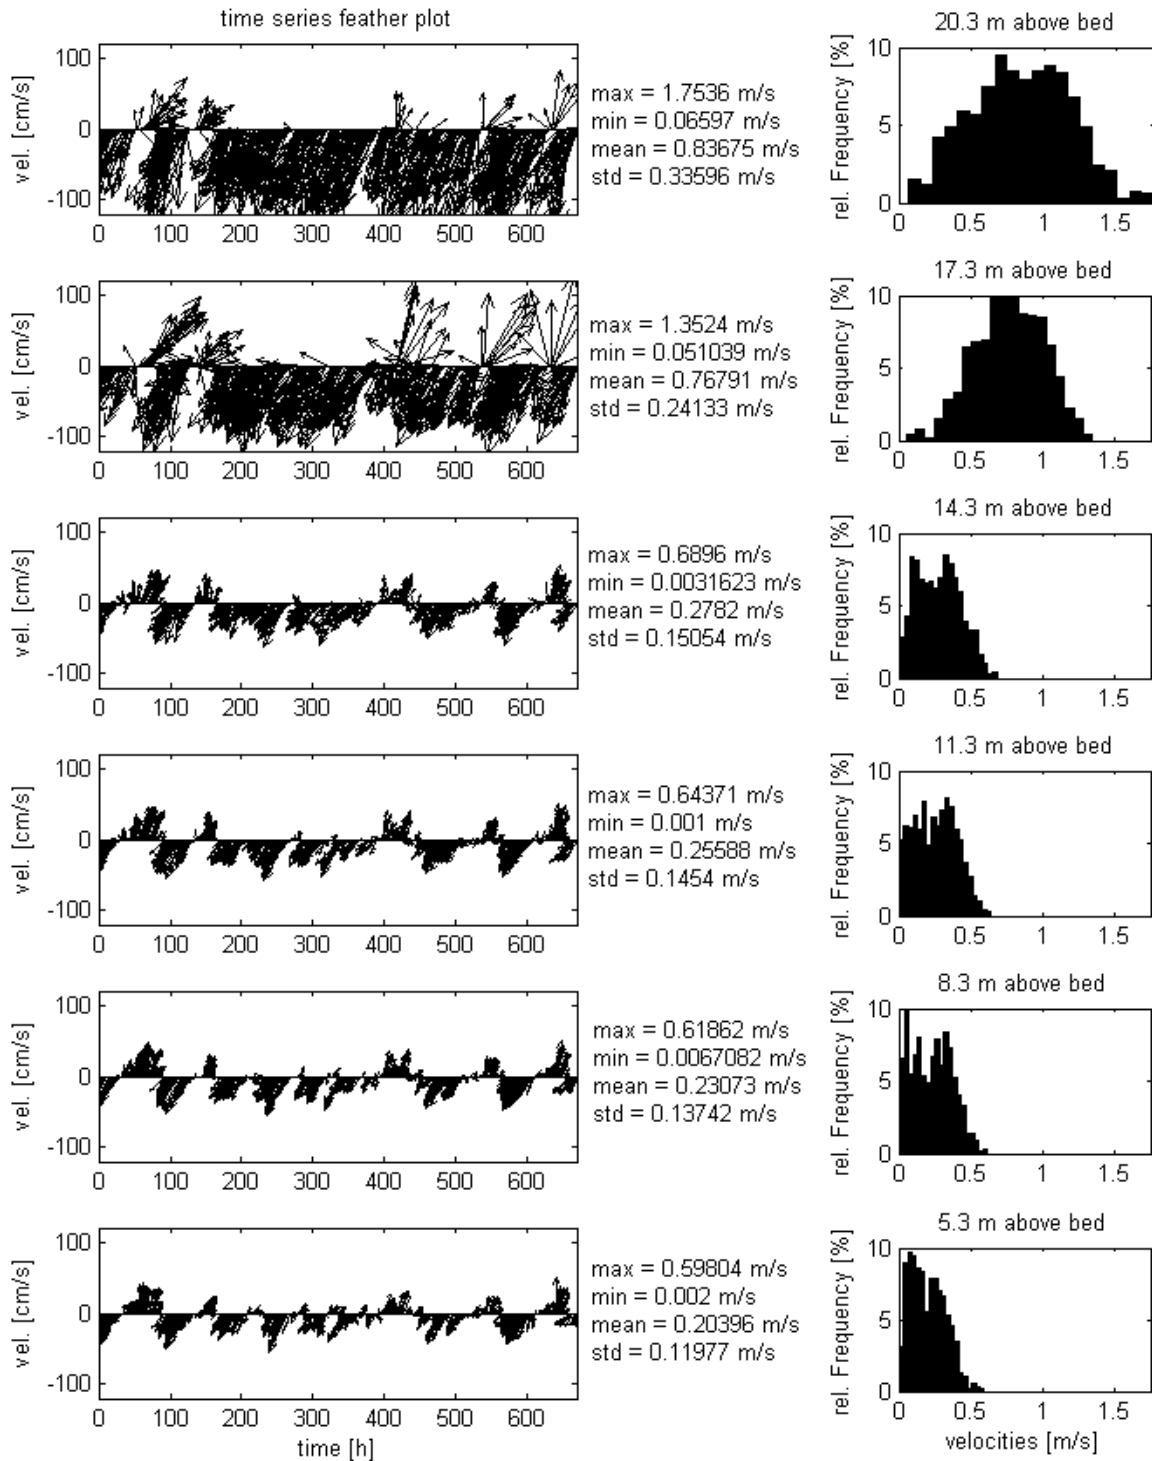 time series feather plot
20.3 m above bed
vel. [cm/s]
100
0
-100
0 100 200 300 400 500 600
max = 1.7536 m/s
min = 0.06597 m/s
mean = 0.83675 m/s
std = 0.33596 m/s
rel. Frequency [%]
10
5
0
0 0.5 1 1.5
17.3 m above bed
vel. [cm/s]
100
0
-100
0 100 200 300 400 500 600
max = 1.3524 m/s
min = 0.051039 m/s
mean = 0.76791 m/s
std = 0.24133 m/s
rel. Frequency [%]
10
5
0
0 0.5 1 1.5
14.3 m above bed
vel. [cm/s]
100
0
-100
0 100 200 300 400 500 600
max = 0.6896 m/s
min = 0.0031623 m/s
mean = 0.2782 m/s
std = 0.15054 m/s
rel. Frequency [%]
10
5
0
0 0.5 1 1.5
11.3 m above bed
vel. [cm/s]
100
0
-100
0 100 200 300 400 500 600
max = 0.64371 m/s
min = 0.001 m/s
mean = 0.25588 m/s
std = 0.1454 m/s
rel. Frequency [%]
10
5
0
0 0.5 1 1.5
8.3 m above bed
vel. [cm/s]
100
0
-100
0 100 200 300 400 500 600
max = 0.61862 m/s
min = 0.0067082 m/s
mean = 0.23073 m/s
std = 0.13742 m/s
rel. Frequency [%]
10
5
0
0 0.5 1 1.5
5.3 m above bed
vel. [cm/s]
100
0
-100
0 100 200 300 400 500 600
time [h]
max = 0.59804 m/s
min = 0.002 m/s
mean = 0.20396 m/s
std = 0.11977 m/s
rel. Frequency [%]
10
5
0
0 0.5 1 1.5
velocities [m/s]